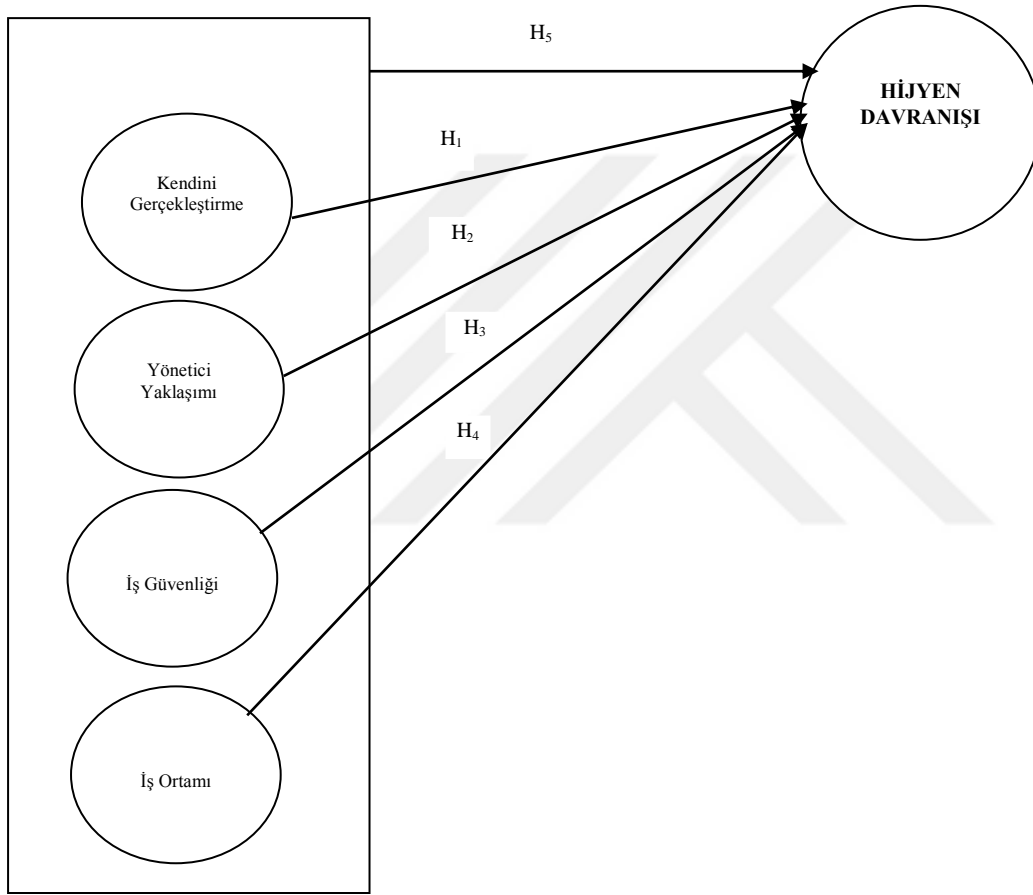 H₅
HİJYEN
DAVRANIŞI
H₁
Kendini
Gerçekleştirme
H₂
H₃
Yönetici
Yaklaşımı
H₄
İş Güvenliği
İş Ortamı